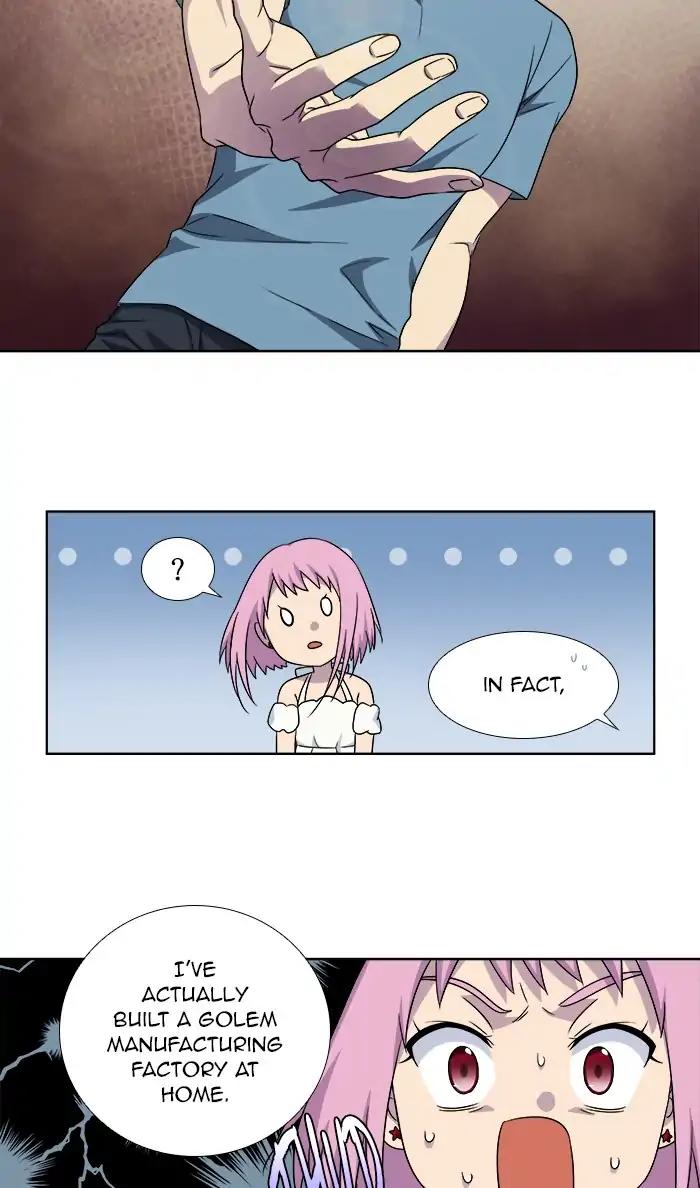 ?
IN FACT,
I'VE
ACTUALLY
BUILT A GOLEM
MANUFACTURING
FACTORY AT
HOME.